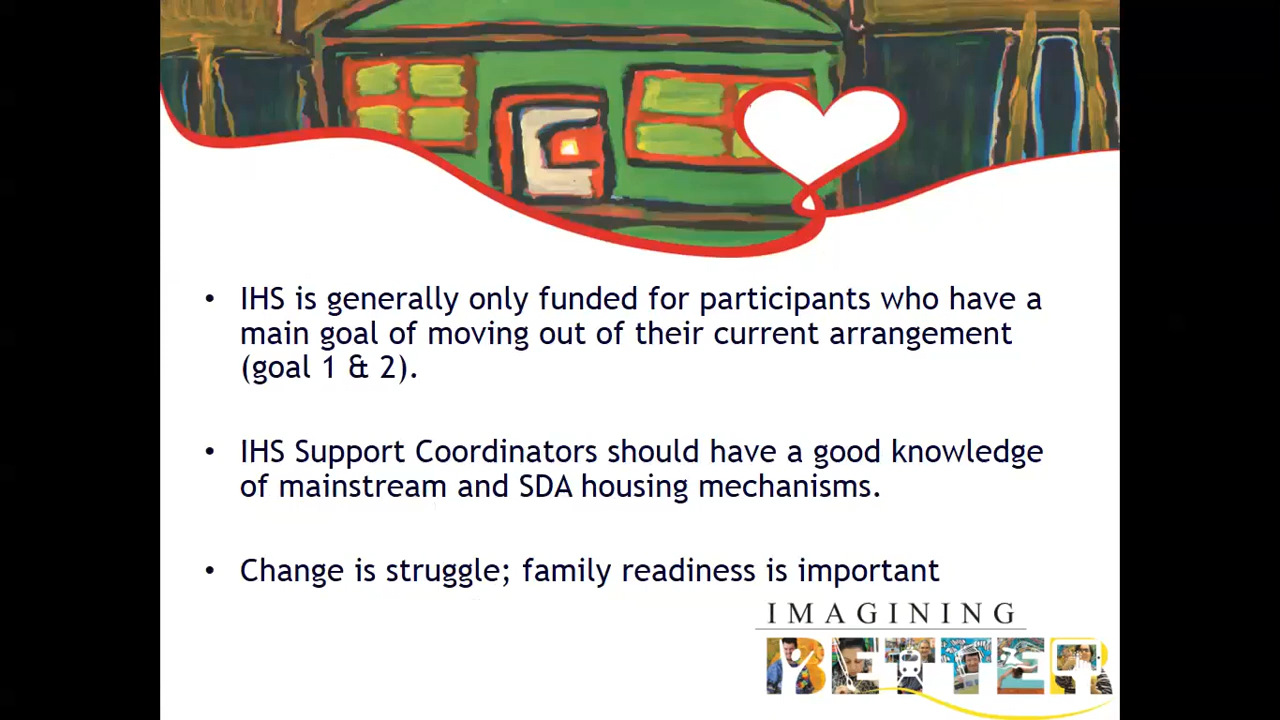 • IHS is generally only funded for participants who have a
main goal of moving out of their current arrangement
(goal 1 & 2).
• IHS Support Coordinators should have a good knowledge
of mainstream and SDA housing mechanisms.
• Change is struggle; family readiness is important
IMAGINING
BETTER